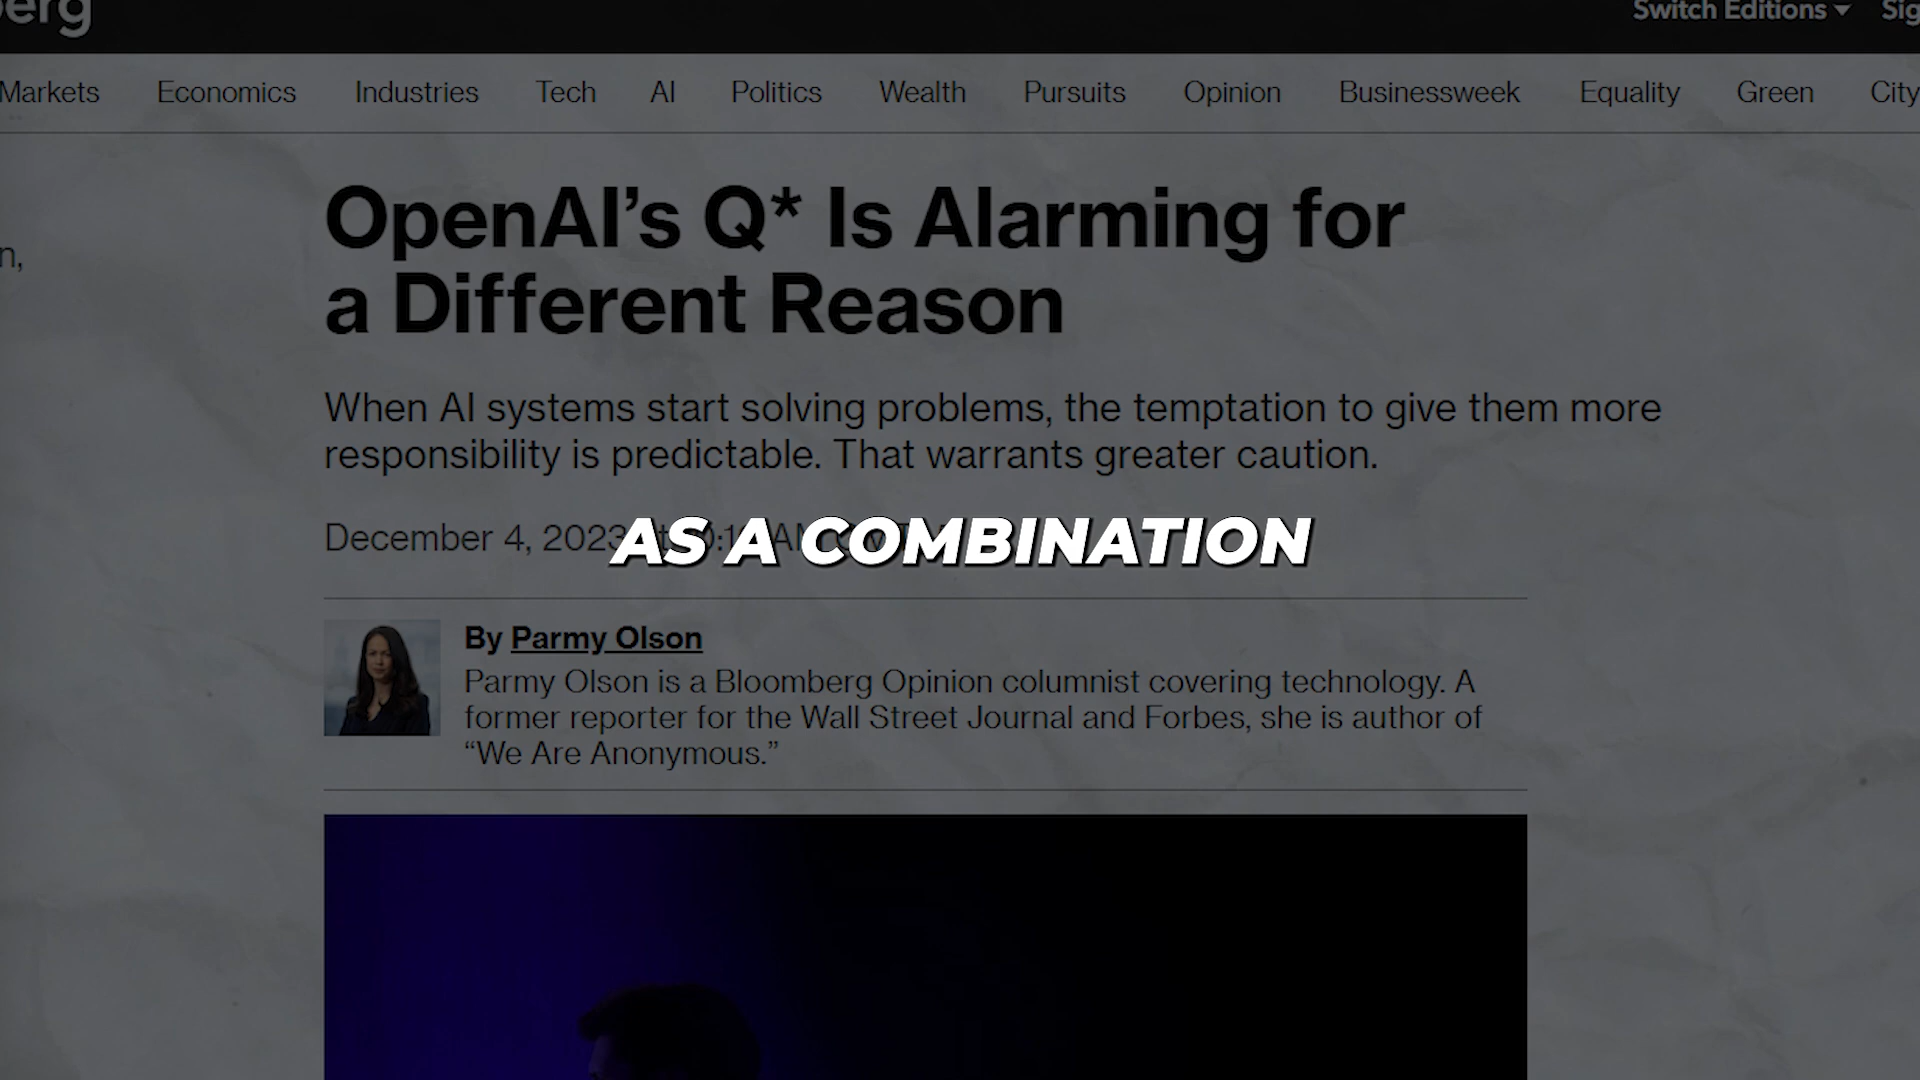 berg
Switch Editions
Markets Economics Industries Tech AI Politics Wealth Pursuits Opinion Businessweek Equality Green City
n,
OpenAI’s Q* Is Alarming for
a Different Reason
When AI systems start solving problems, the temptation to give them more
responsibility is predictable. That warrants greater caution.
December 4, 2023
AS A COMBINATION
By Parmy Olson
Parmy Olson is a Bloomberg Opinion columnist covering technology. A
former reporter for the Wall Street Journal and Forbes, she is author of
“We Are Anonymous.”